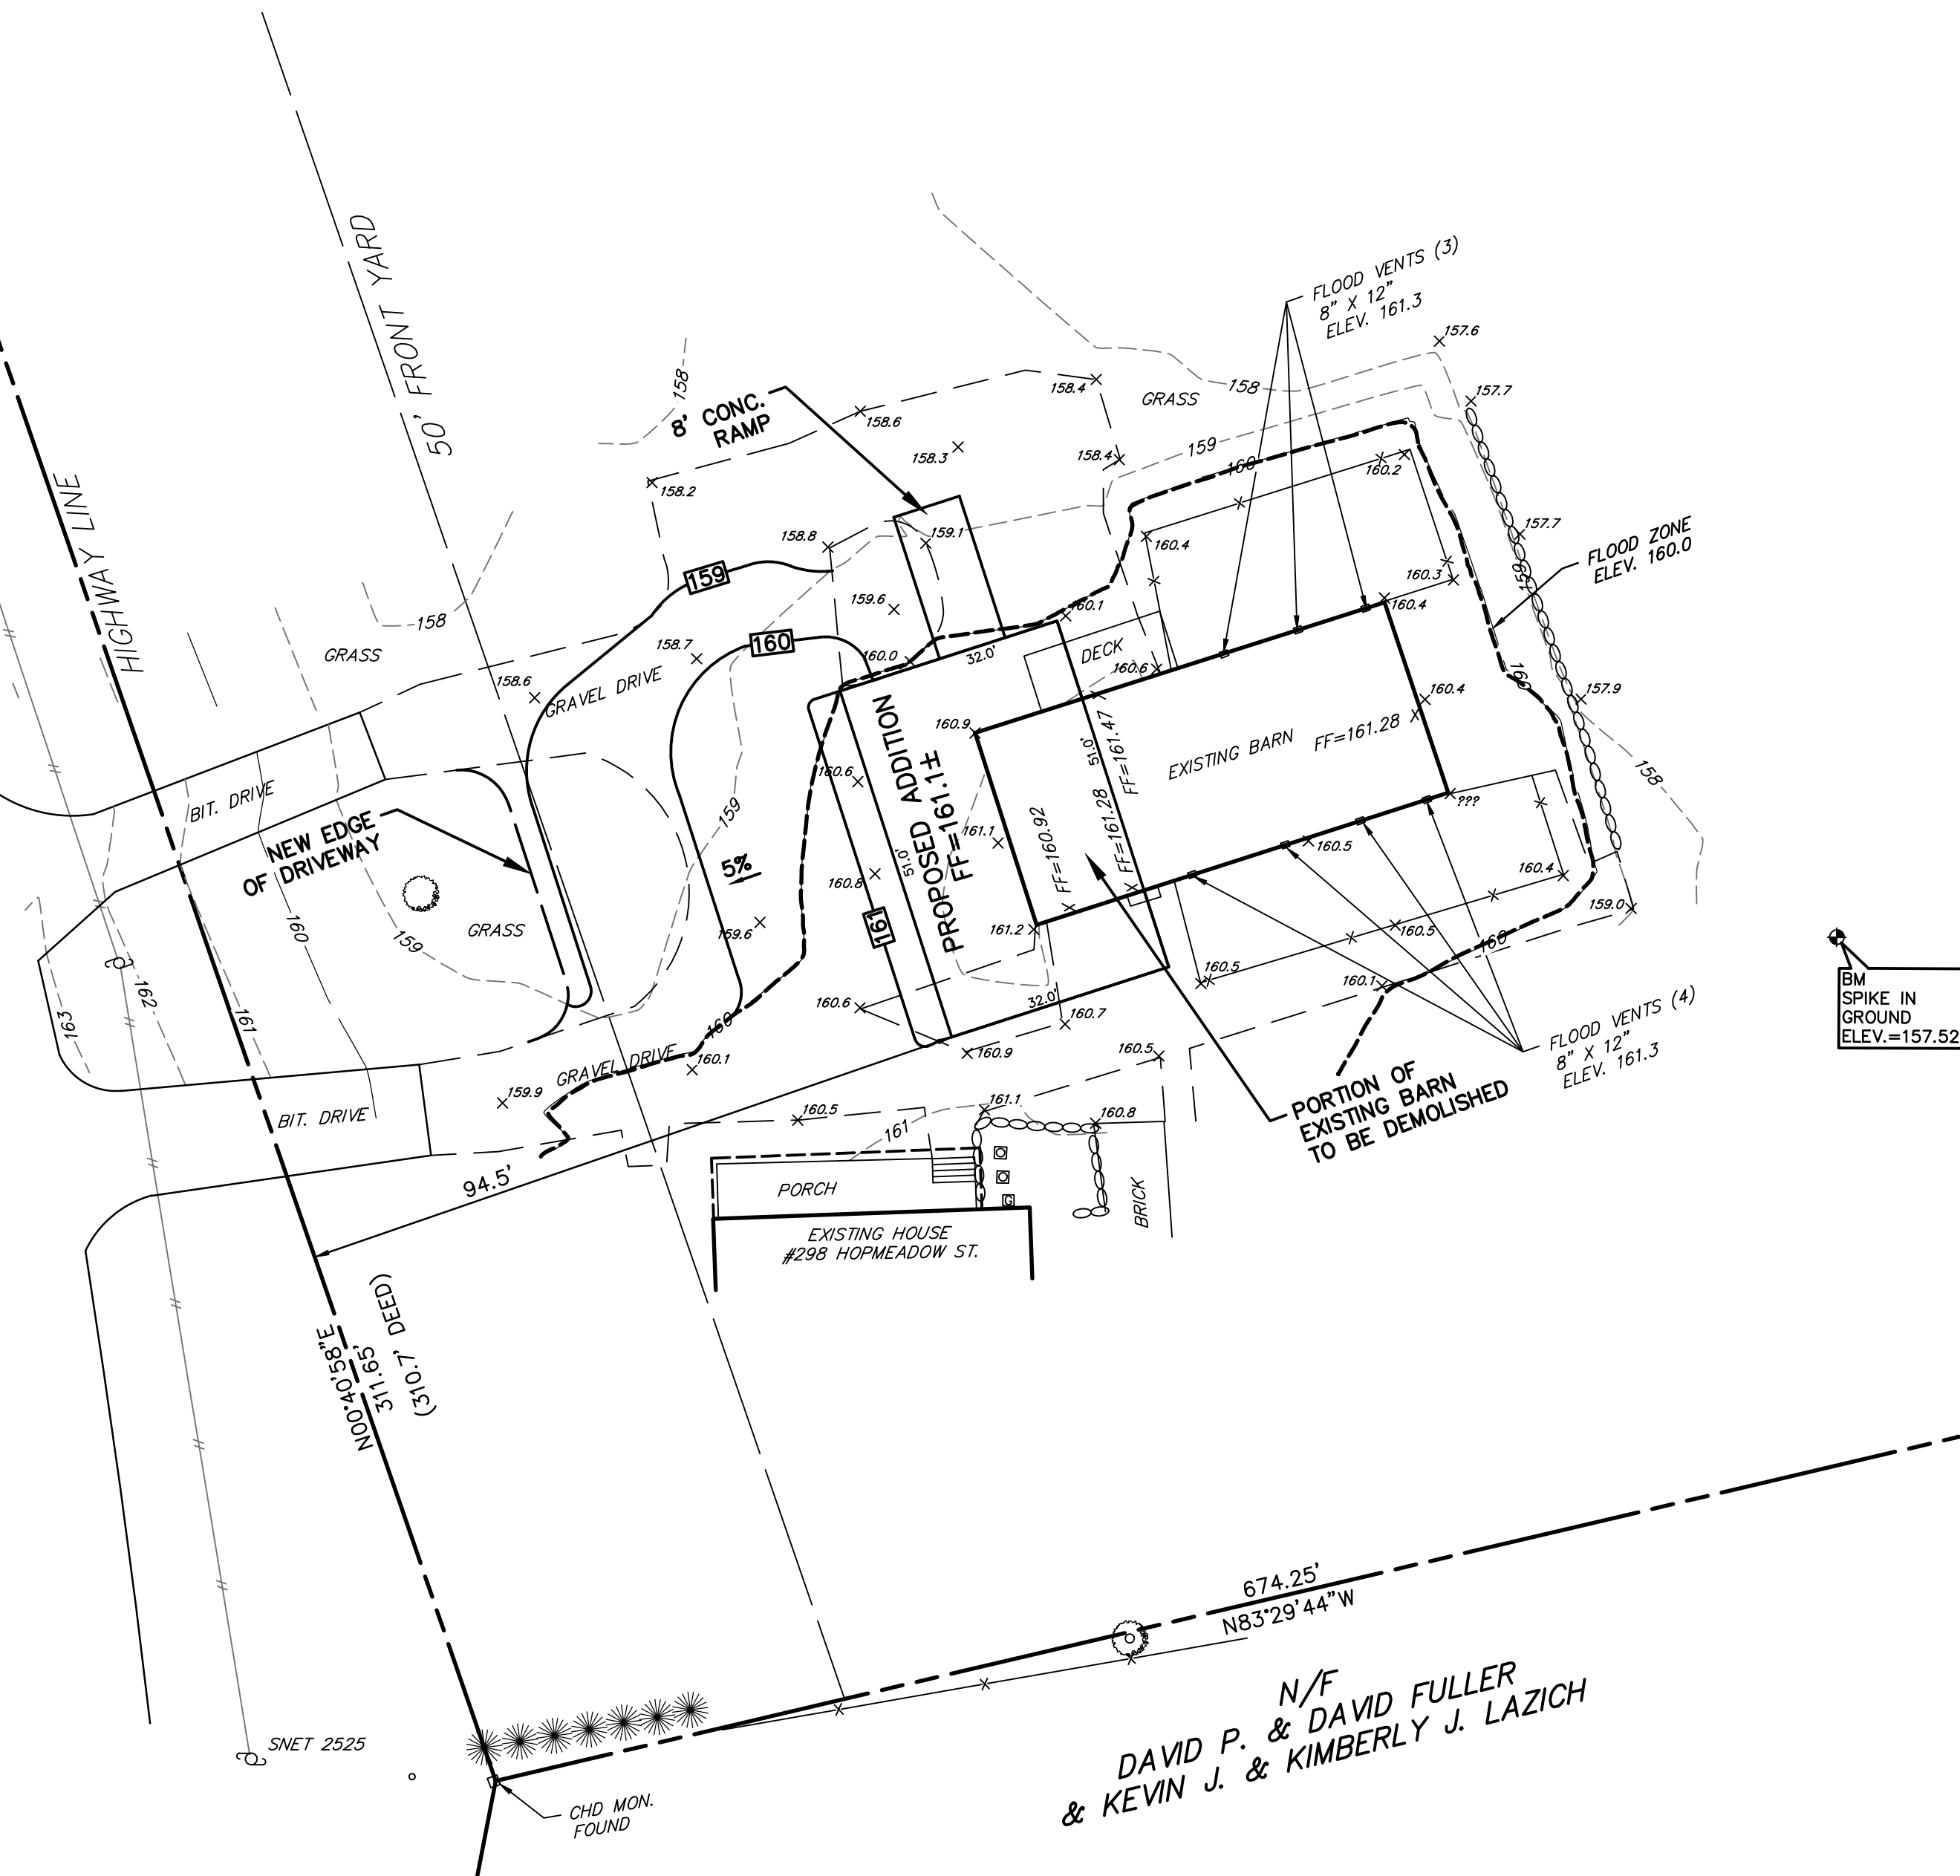 HIGHWAY LINE
50' FRONT YARD
FLOOD VENTS (3)
8" X 12"
ELEV. 161.3
157.6
158
158.4
GRASS
158
157.7
8' CONC.
RAMP
158.6
158.3
158.4
159
160
160.2
158.2
158.8
159.1
160.4
157.7
FLOOD ZONE
ELEV. 160.0
159
159
160.3
160.4
159.6
160.1
158
GRASS
158.7
160
160.0
32.0'
DECK
160.6
160
158.6
GRAVEL DRIVE
160.9
PROPOSED ADDITION
FF=161.1±
51.0'
51.0'
FF=161.47
EXISTING BARN
FF=161.28
160.4
157.9
158
BIT. DRIVE
160.6
159
161.1
FF=160.92
FF=161.28
???
NEW EDGE
OF DRIVEWAY
5%
160.5
160.4
160.8
161
GRASS
159.6
161.2
160.5
159.0
160
159
160
163
162
161
160.5
160.1
160.6
32.0'
160.7
160
BM
SPIKE IN
GROUND
ELEV.=157.52
GRAVEL DRIVE
160.1
160.9
160.5
FLOOD VENTS (4)
8" X 12"
ELEV. 161.3
159.9
BIT. DRIVE
160.5
161
161.1
160.8
PORTION OF
EXISTING BARN
TO BE DEMOLISHED
94.5'
PORCH
G
BRICK
EXISTING HOUSE
#298 HOPMEADOW ST.
N00°40'58"E
311.65'
(310.7' DEED)
674.25'
N83°29'44"W
N/F
DAVID P. & DAVID FULLER
& KEVIN J. & KIMBERLY J. LAZICH
SNET 2525
CHD MON.
FOUND